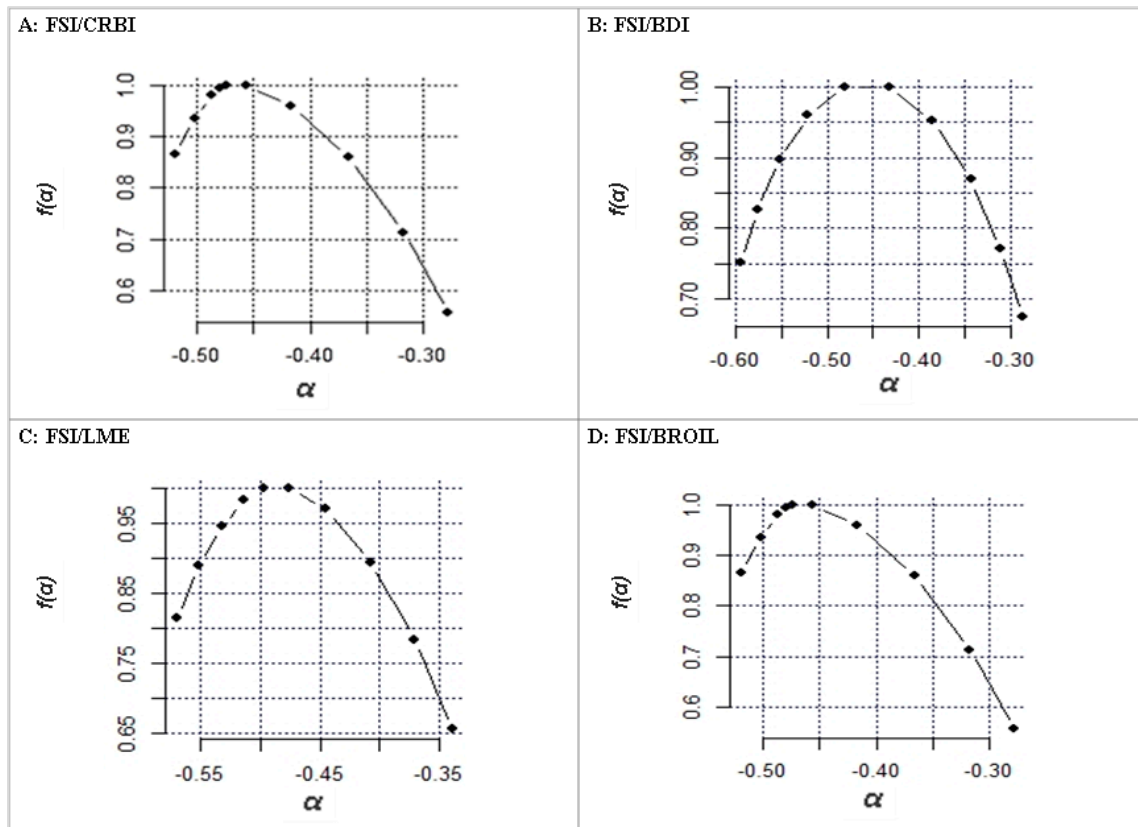 A: FSI/CRBI
f(α)
1.0
0.9
0.8
0.7
0.6
-0.50 -0.40 -0.30
α
B: FSI/BDI
f(α)
1.00
0.90
0.80
0.70
-0.60 -0.50 -0.40 -0.30
α
C: FSI/LME
f(α)
0.95
0.85
0.75
0.65
-0.55 -0.45 -0.35
α
D: FSI/BROIL
f(α)
1.0
0.9
0.8
0.7
0.6
-0.50 -0.40 -0.30
α